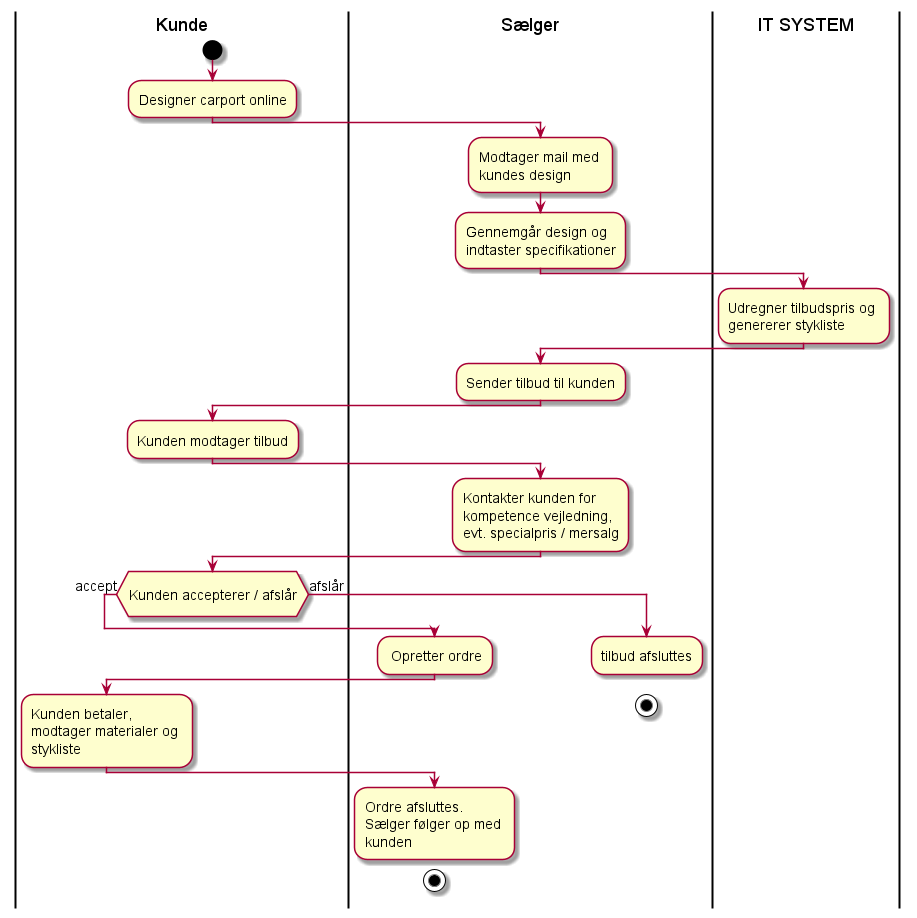 Kunde
Sælger
IT SYSTEM
Designer carport online
Modtager mail med
kundes design
Gennemgår design og
indtaster specifikationer
Udregner tilbudspris og
genererer stykliste
Sender tilbud til kunden
Kunden modtager tilbud
Kontakter kunden for
kompetence vejledning,
evt. specialpris / mersalg
accept
Kunden accepterer / afslår
afslår
Opretter ordre
tilbud afsluttes
Kunden betaler,
modtager materialer og
stykliste
Ordre afsluttes.
Sælger følger op med
kunden